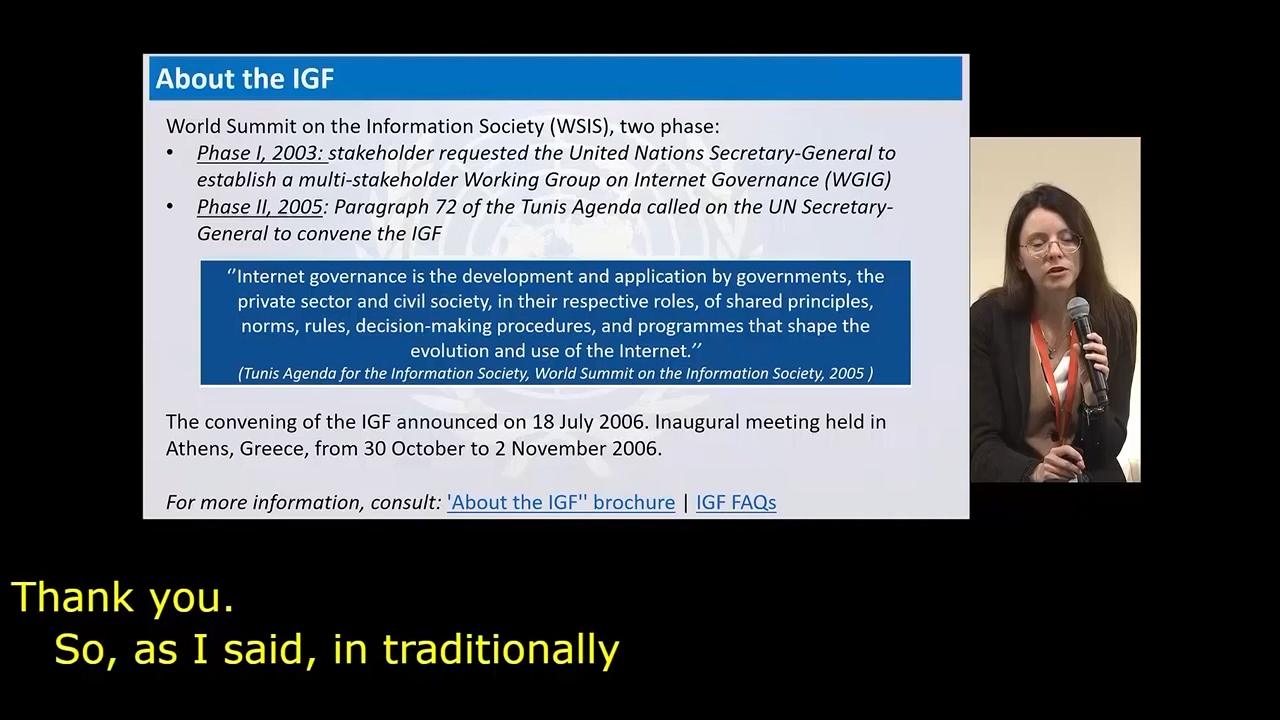 About the IGF
World Summit on the Information Society (WSIS), two phase:
• Phase I, 2003: stakeholder requested the United Nations Secretary-General to
establish a multi-stakeholder Working Group on Internet Governance (WGIG)
• Phase II, 2005: Paragraph 72 of the Tunis Agenda called on the UN Secretary-
General to convene the IGF
‘’Internet governance is the development and application by governments, the
private sector and civil society, in their respective roles, of shared principles,
norms, rules, decision-making procedures, and programmes that shape the
evolution and use of the Internet.’’
(Tunis Agenda for the Information Society, World Summit on the Information Society, 2005 )
The convening of the IGF announced on 18 July 2006. Inaugural meeting held in
Athens, Greece, from 30 October to 2 November 2006.
For more information, consult: 'About the IGF'' brochure | IGF FAQs
Thank you.
So, as I said, in traditionally